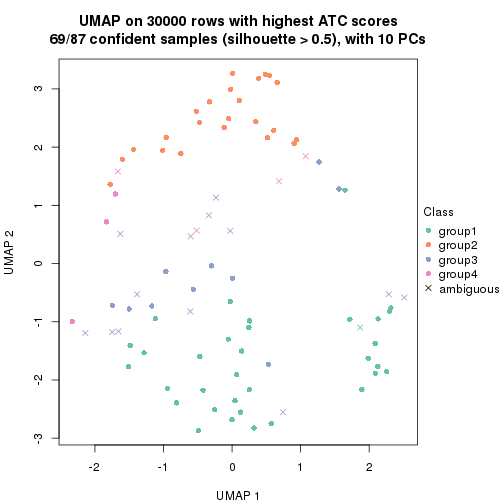 UMAP on 30000 rows with highest ATC scores
69/87 confident samples (silhouette > 0.5), with 10 PCs
3
2
1
0
-1
-2
-3
UMAP 2
-2
-1
0
1
2
UMAP 1
Class
group1
group2
group3
group4
ambiguous